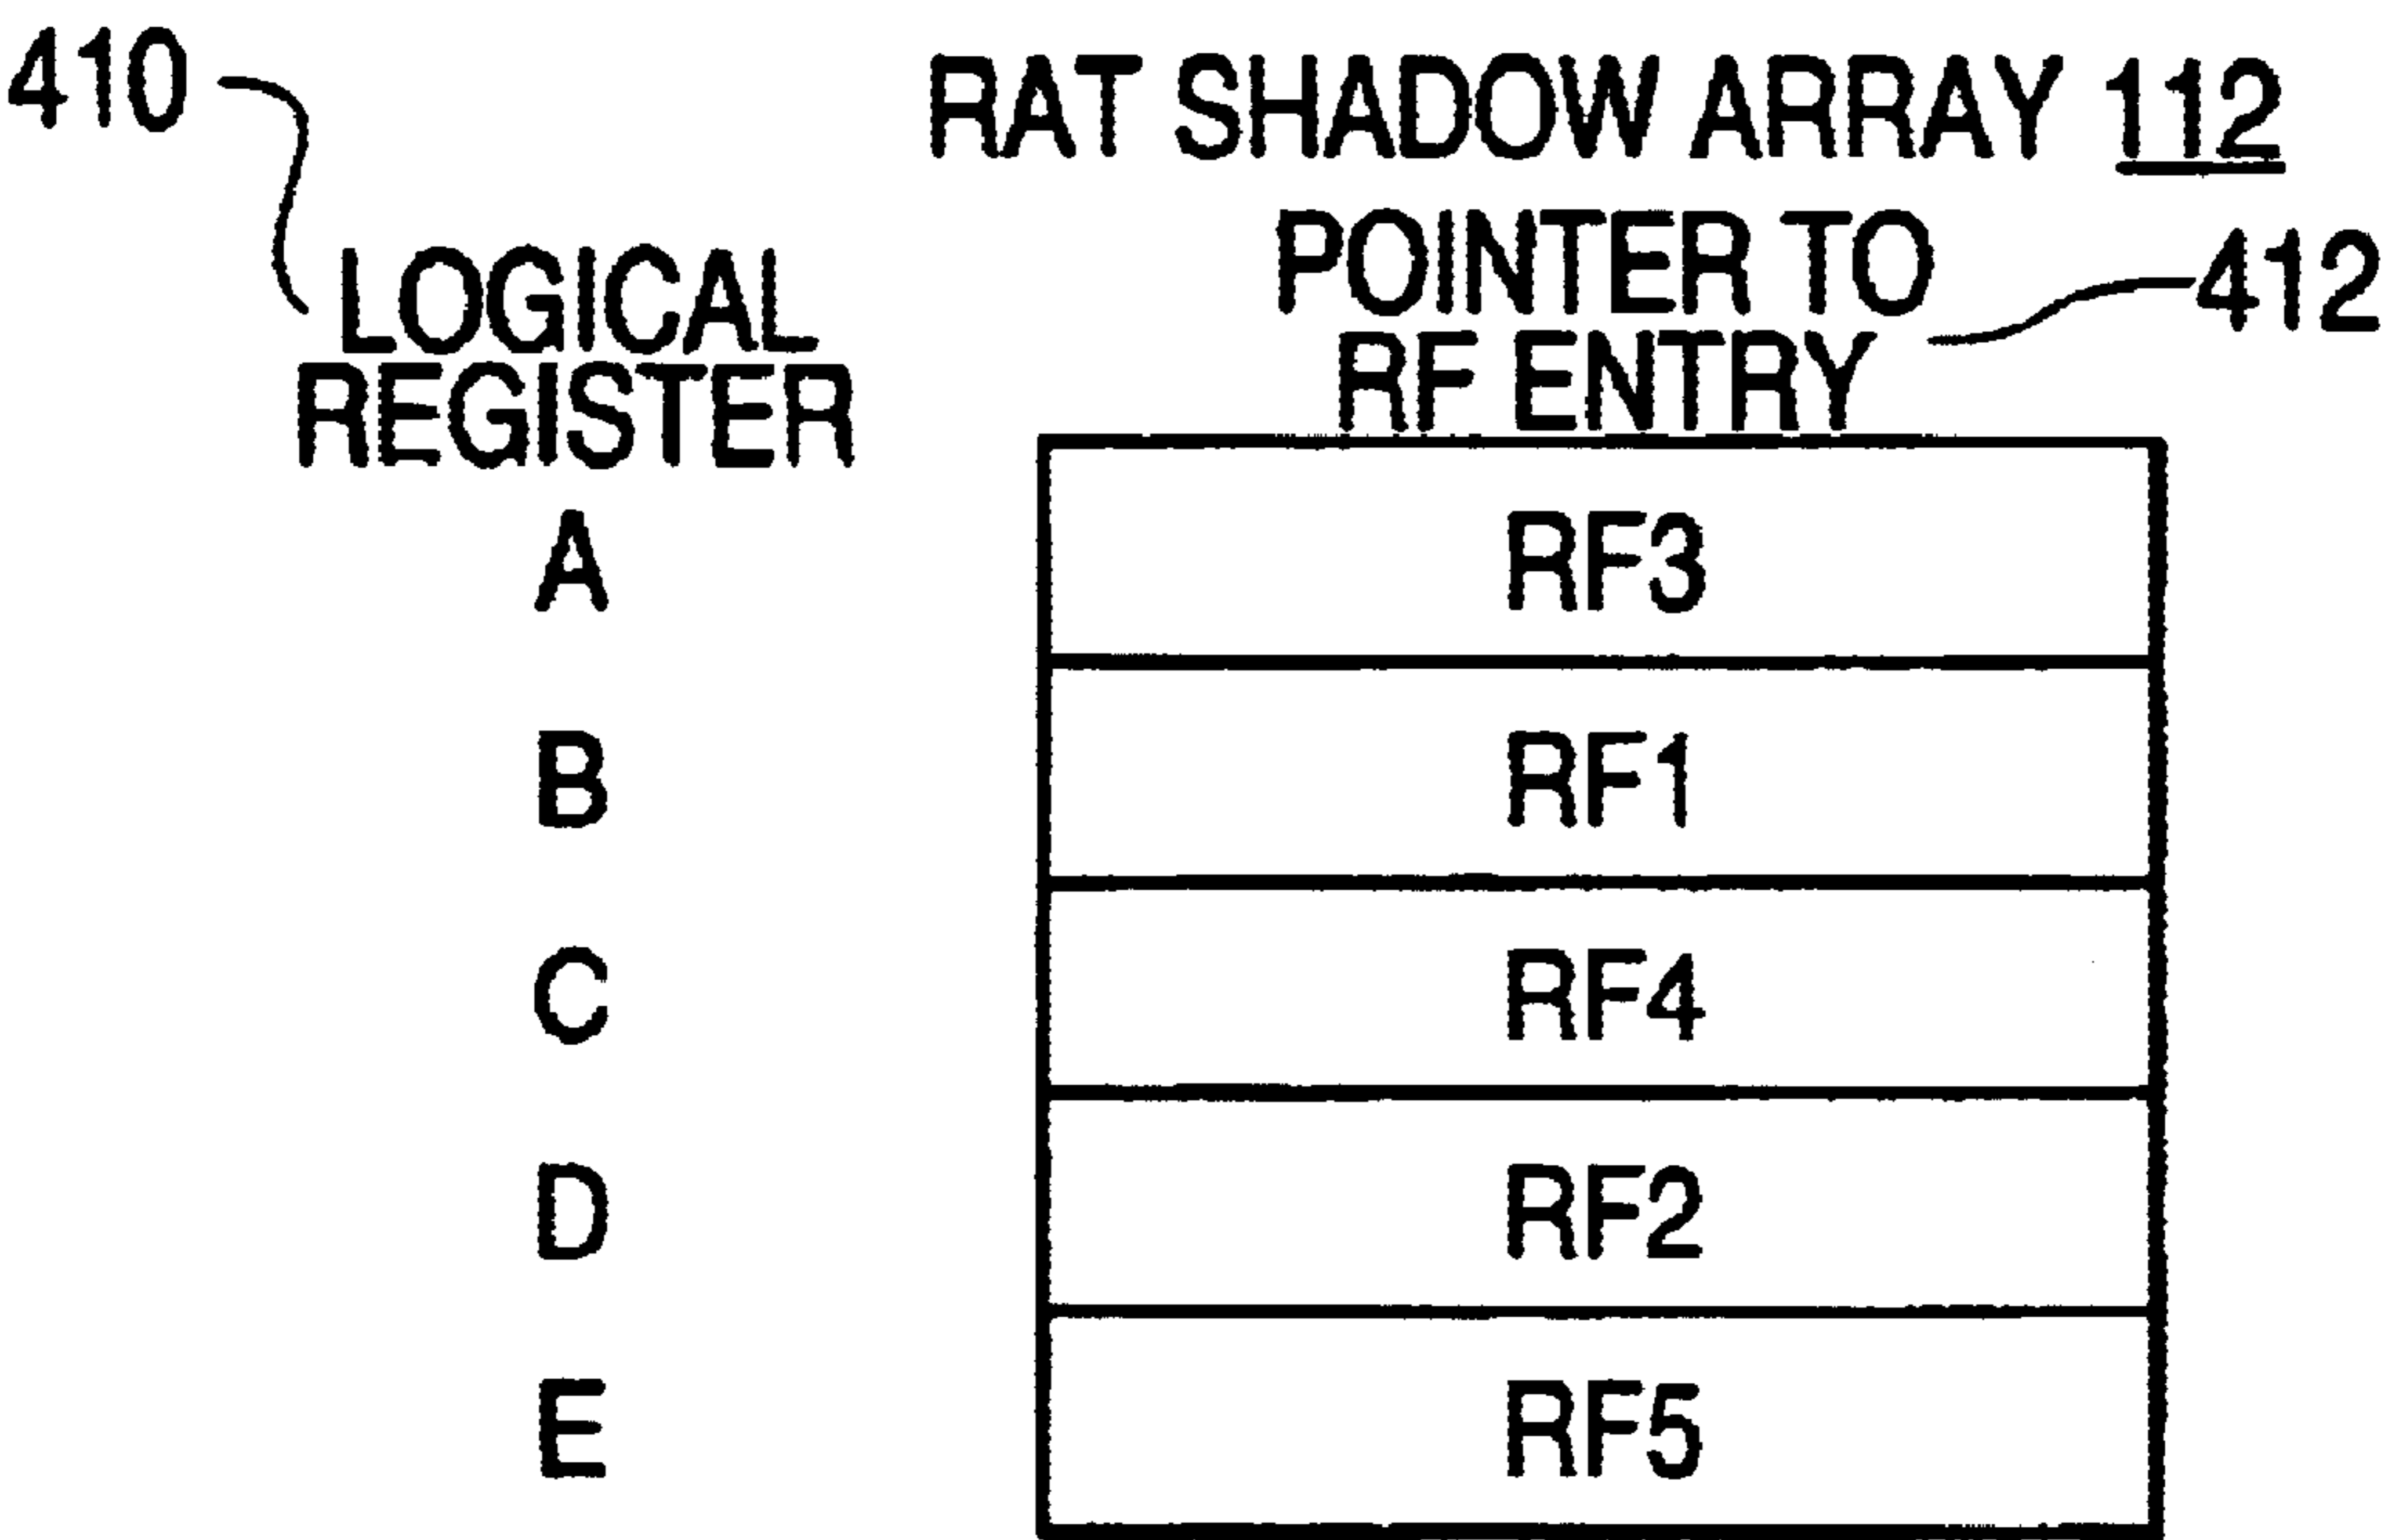 410
RAT SHADOW ARRAY 112
LOGICAL
REGISTER
POINTER TO
RF ENTRY
412
A RF3
B RF1
C RF4
D RF2
E RF5